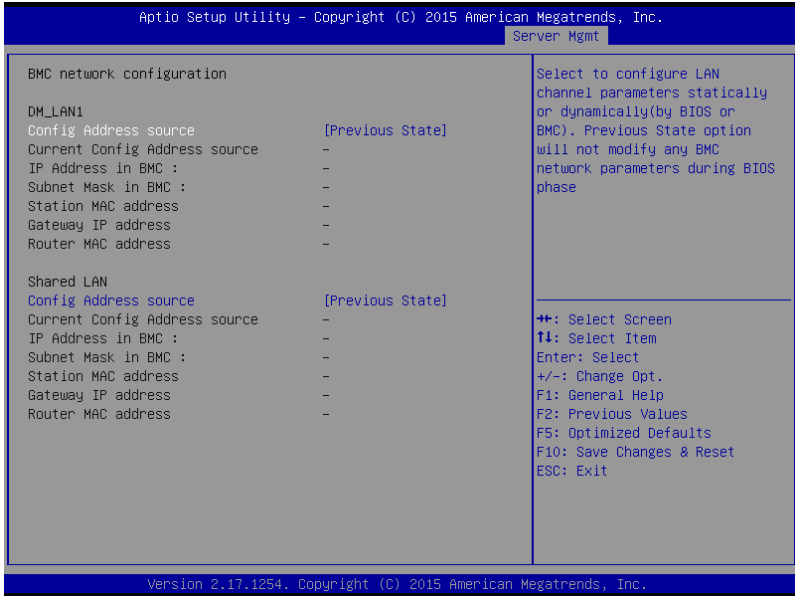 Aptio Setup Utility – Copyright (C) 2015 American Megatrends, Inc.
Server Mgmt
BMC network configuration
DM_LAN1
Config Address source [Previous State]
Current Config Address source –
IP Address in BMC : –
Subnet Mask in BMC : –
Station MAC address –
Gateway IP address –
Router MAC address –
Shared LAN
Config Address source [Previous State]
Current Config Address source –
IP Address in BMC : –
Subnet Mask in BMC : –
Station MAC address –
Gateway IP address –
Router MAC address –
Select to configure LAN
channel parameters statically
or dynamically(by BIOS or
BMC). Previous State option
will not modify any BMC
network parameters during BIOS
phase
→←: Select Screen
↑↓: Select Item
Enter: Select
+/–: Change Opt.
F1: General Help
F2: Previous Values
F5: Optimized Defaults
F10: Save Changes & Reset
ESC: Exit
Version 2.17.1254. Copyright (C) 2015 American Megatrends, Inc.